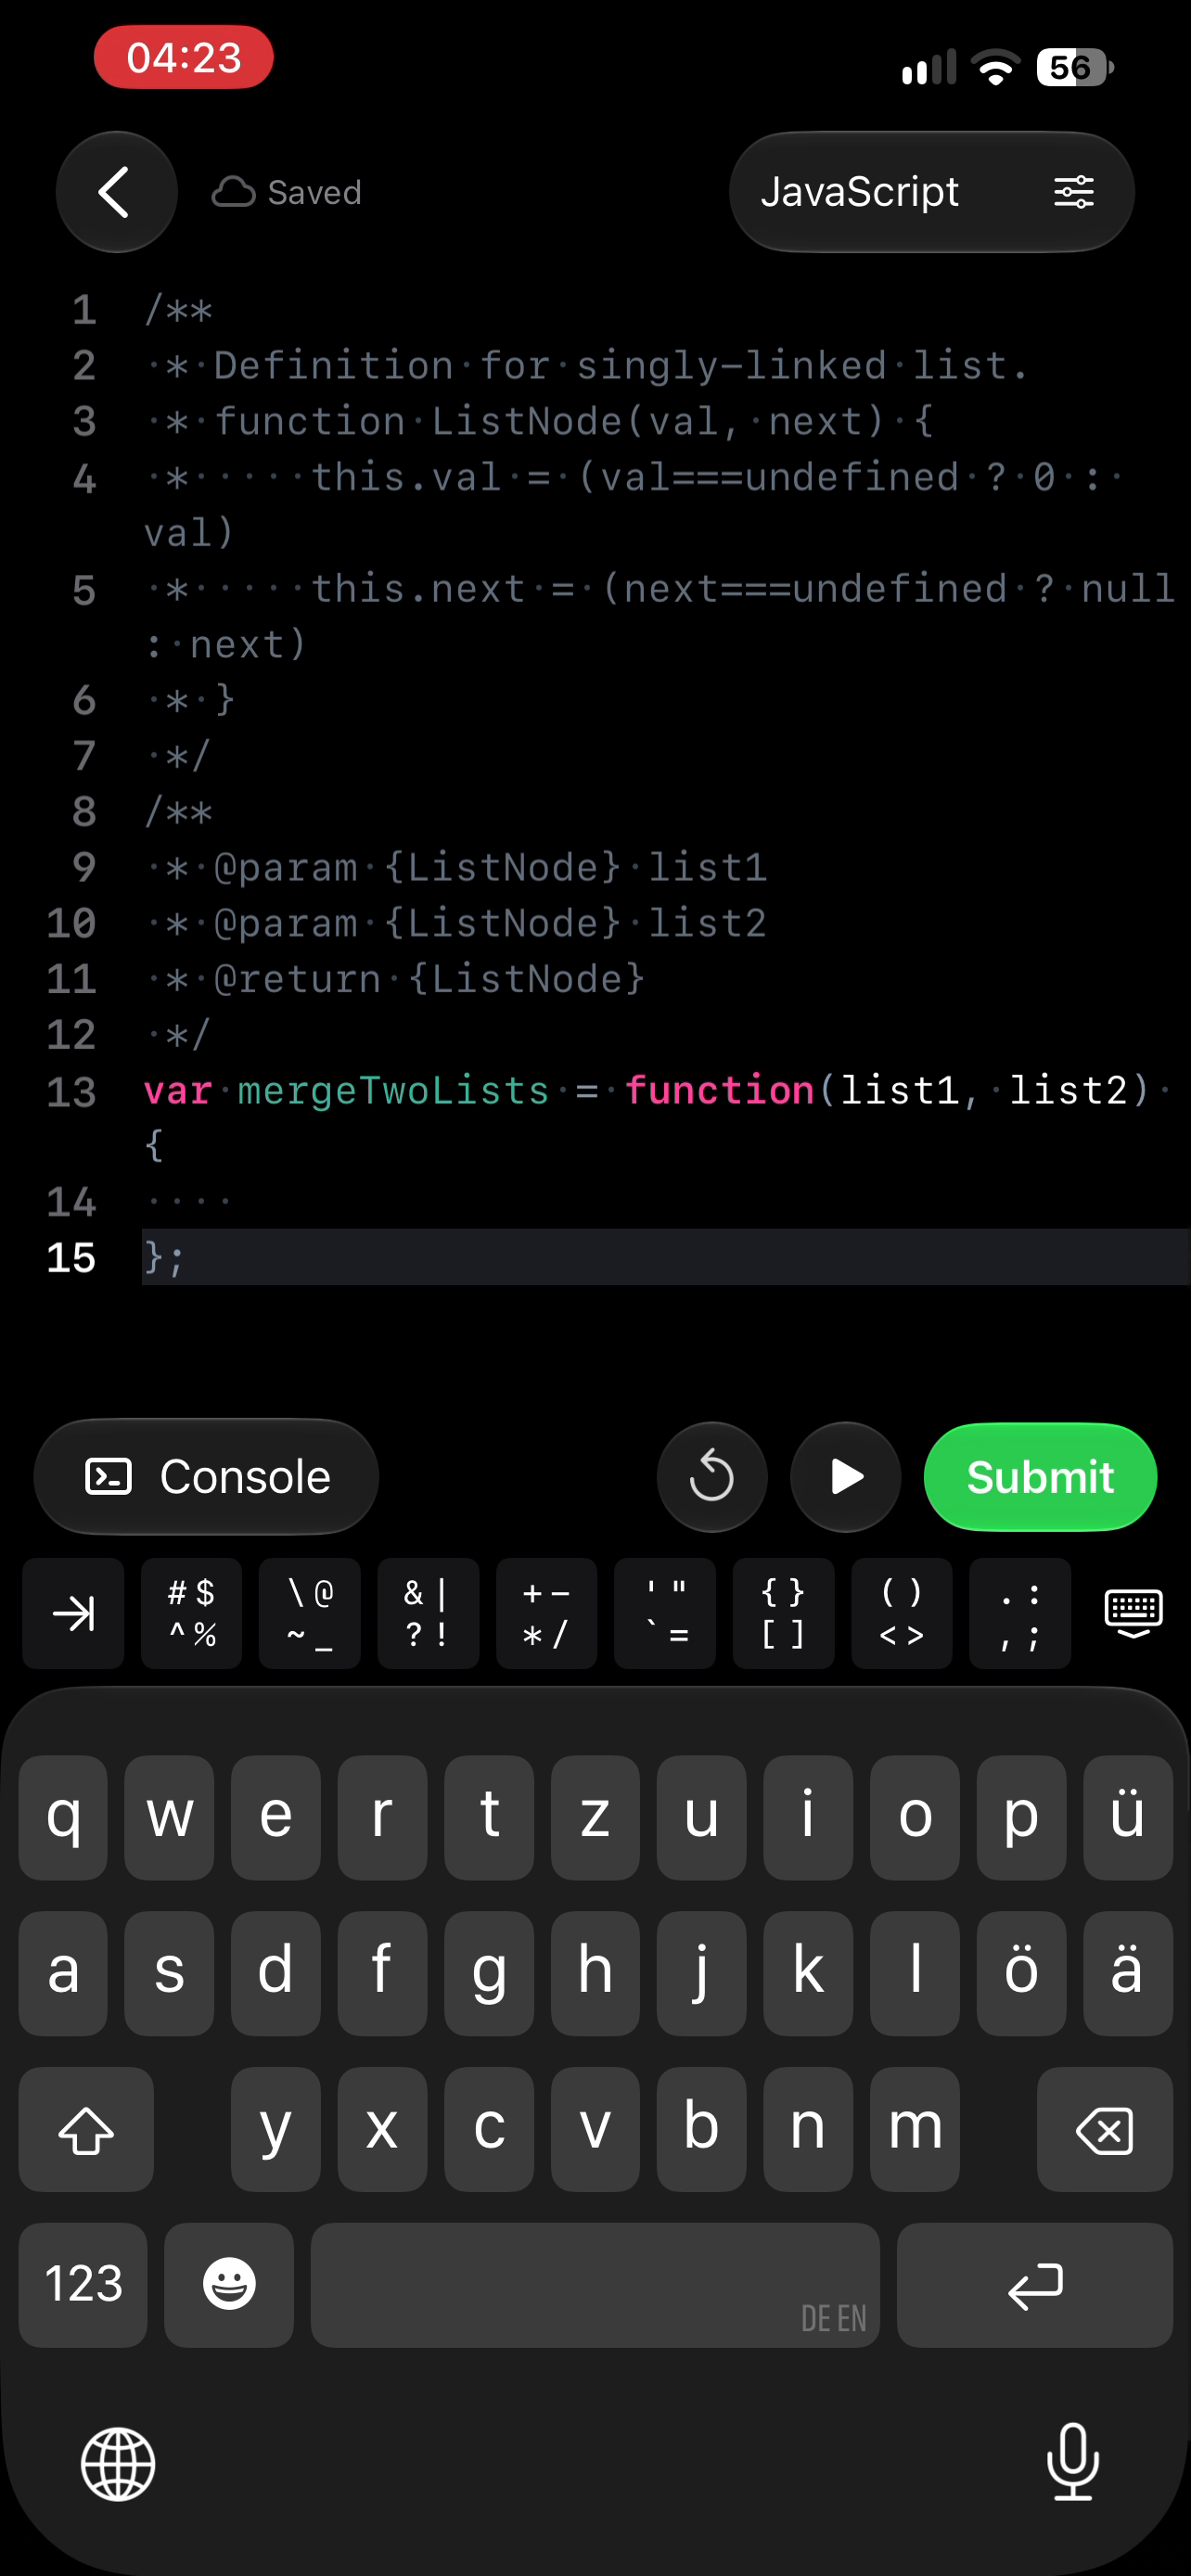 04:23
56
Saved
JavaScript
1 /**
2  * Definition for singly-linked list.
3  * function ListNode(val, next) {
4  *     this.val = (val===undefined ? 0 :
val)
5  *     this.next = (next===undefined ? null
: next)
6  * }
7  */
8 /**
9  * @param {ListNode} list1
10  * @param {ListNode} list2
11  * @return {ListNode}
12  */
13 var mergeTwoLists = function(list1, list2)
{
14
15 };
Console
Submit
#$ \@ &| +- '" {} () .:
^% ~_ ?! */ `= [] <> ,;
q w e r t z u i o p ü
a s d f g h j k l ö ä
y x c v b n m
123
DE EN